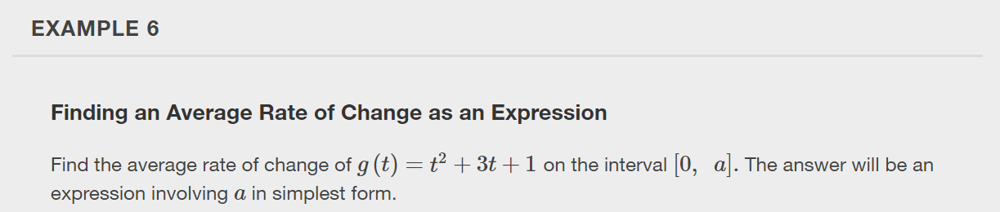 EXAMPLE 6
Finding an Average Rate of Change as an Expression
Find the average rate of change of g (t) = t² + 3t + 1 on the interval [0, a]. The answer will be an
expression involving a in simplest form.